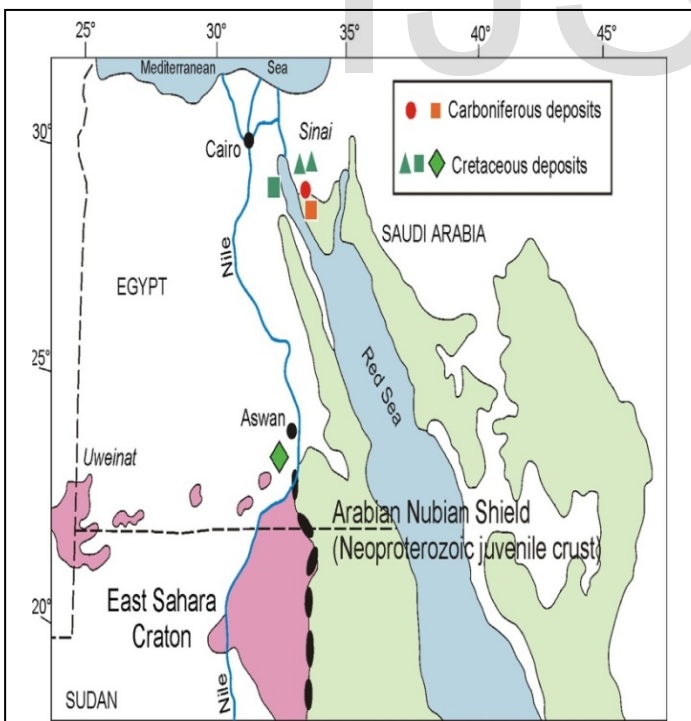 25° 30° 35° 40° 45°
Mediterranean Sea
30°
Cairo
Sinai
Carboniferous deposits
Cretaceous deposits
SAUDI ARABIA
Nile
EGYPT
25°
Red Sea
Aswan
Uweinat
Arabian Nubian Shield
(Neoproterozoic juvenile crust)
20°
East Sahara
Craton
SUDAN
Nile